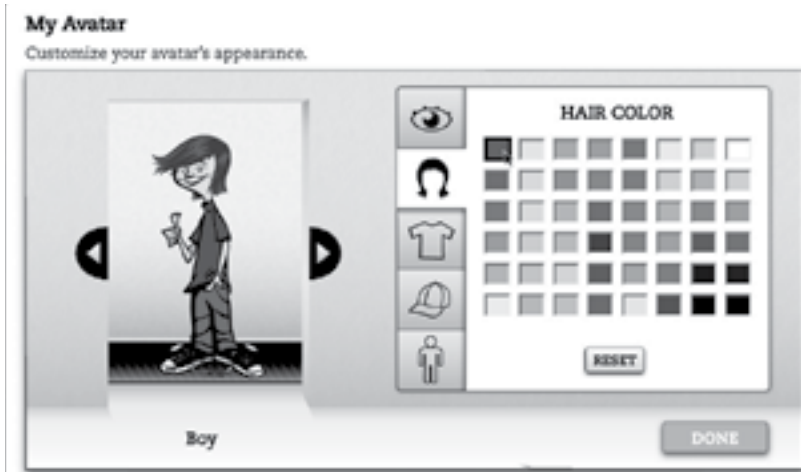 My Avatar
Customize your avatar's appearance.
HAIR COLOR
RESET
Boy
DONE